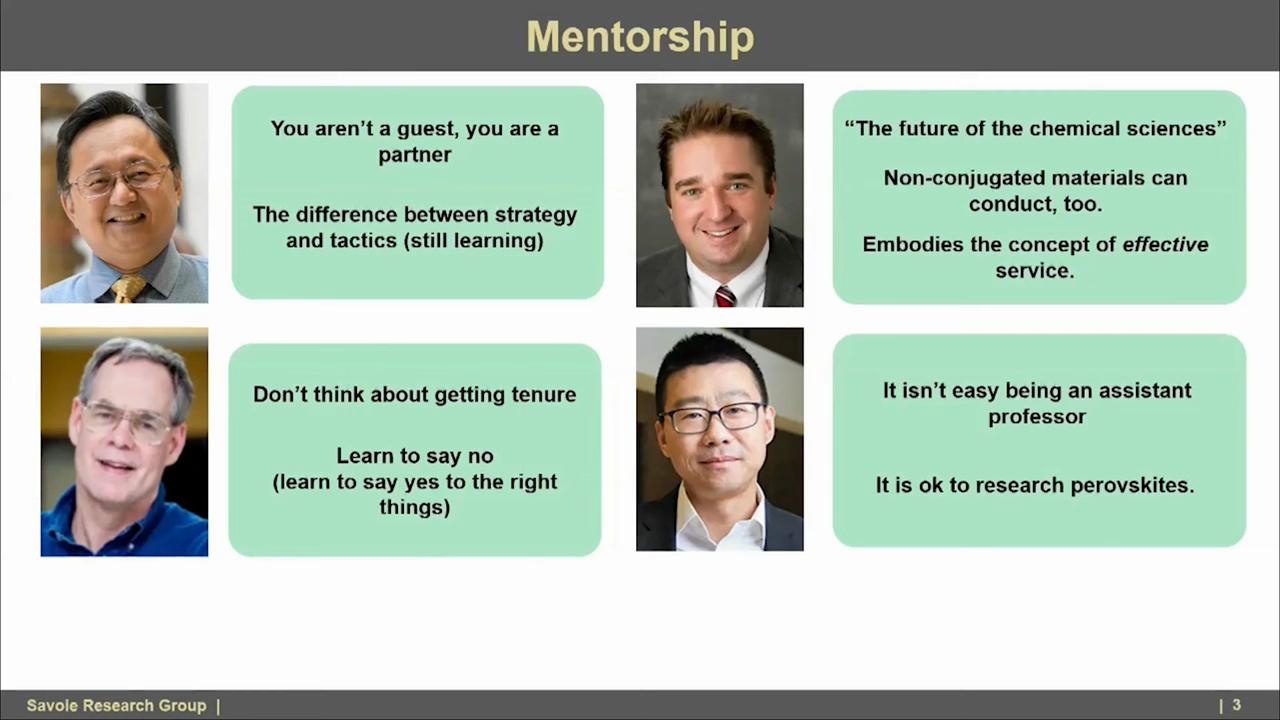 Mentorship
You aren't a guest, you are a
partner
The difference between strategy
and tactics (still learning)
“The future of the chemical sciences”
Non-conjugated materials can
conduct, too.
Embodies the concept of effective
service.
Don't think about getting tenure
Learn to say no
(learn to say yes to the right
things)
It isn't easy being an assistant
professor
It is ok to research perovskites.
Savoie Research Group |
| 3